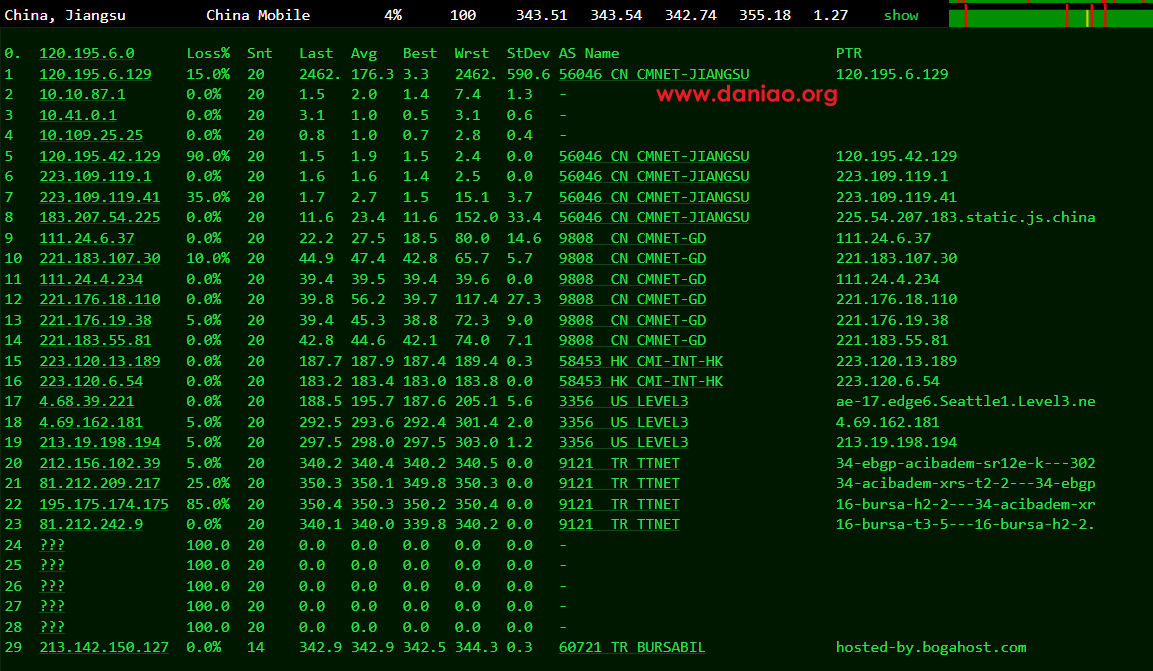 China, Jiangsu China Mobile 4% 100 343.51 343.54 342.74 355.18 1.27 show
0. 120.195.6.0 Loss% Snt Last Avg Best Wrst StDev AS Name PTR
1 120.195.6.129 15.0% 20 2462. 176.3 3.3 2462. 590.6 56046 CN CMNET-JIANGSU 120.195.6.129
2 10.10.87.1 0.0% 20 1.5 2.0 1.4 7.4 1.3 -
www.daniao.org
3 10.41.0.1 0.0% 20 3.1 1.0 0.5 3.1 0.6 -
4 10.109.25.25 0.0% 20 0.8 1.0 0.7 2.8 0.4 -
5 120.195.42.129 90.0% 20 1.5 1.9 1.5 2.4 0.0 56046 CN CMNET-JIANGSU 120.195.42.129
6 223.109.119.1 0.0% 20 1.6 1.6 1.4 2.5 0.0 56046 CN CMNET-JIANGSU 223.109.119.1
7 223.109.119.41 35.0% 20 1.7 2.7 1.5 15.1 3.7 56046 CN CMNET-JIANGSU 223.109.119.41
8 183.207.54.225 0.0% 20 11.6 23.4 11.6 152.0 33.4 56046 CN CMNET-JIANGSU 225.54.207.183.static.js.china
9 111.24.6.37 0.0% 20 22.2 27.5 18.5 80.0 14.6 9808 CN CMNET-GD 111.24.6.37
10 221.183.107.30 10.0% 20 44.9 47.4 42.8 65.7 5.7 9808 CN CMNET-GD 221.183.107.30
11 111.24.4.234 0.0% 20 39.4 39.5 39.4 39.6 0.0 9808 CN CMNET-GD 111.24.4.234
12 221.176.18.110 0.0% 20 39.8 56.2 39.7 117.4 27.3 9808 CN CMNET-GD 221.176.18.110
13 221.176.19.38 5.0% 20 39.4 45.3 38.8 72.3 9.0 9808 CN CMNET-GD 221.176.19.38
14 221.183.55.81 0.0% 20 42.8 44.6 42.1 74.0 7.1 9808 CN CMNET-GD 221.183.55.81
15 223.120.13.189 0.0% 20 187.7 187.9 187.4 189.4 0.3 58453 HK CMI-INT-HK 223.120.13.189
16 223.120.6.54 0.0% 20 183.2 183.4 183.0 183.8 0.0 58453 HK CMI-INT-HK 223.120.6.54
17 4.68.39.221 0.0% 20 188.5 195.7 187.6 205.1 5.6 3356 US LEVEL3 ae-17.edge6.Seattle1.Level3.ne
18 4.69.162.181 5.0% 20 292.5 293.6 292.4 301.4 2.0 3356 US LEVEL3 4.69.162.181
19 213.19.198.194 5.0% 20 297.5 298.0 297.5 303.0 1.2 3356 US LEVEL3 213.19.198.194
20 212.156.102.39 5.0% 20 340.2 340.4 340.2 340.5 0.0 9121 TR TTNET 34-ebgp-acibadem-sr12e-k---302
21 81.212.209.217 25.0% 20 350.3 350.1 349.8 350.3 0.0 9121 TR TTNET 34-acibadem-xrs-t2-2---34-ebgp
22 195.175.174.175 85.0% 20 350.4 350.3 350.2 350.4 0.0 9121 TR TTNET 16-bursa-h2-2---34-acibadem-xr
23 81.212.242.9 0.0% 20 340.1 340.0 339.8 340.2 0.0 9121 TR TTNET 16-bursa-t3-5---16-bursa-h2-2.
24 ??? 100.0 20 0.0 0.0 0.0 0.0 0.0 -
25 ??? 100.0 20 0.0 0.0 0.0 0.0 0.0 -
26 ??? 100.0 20 0.0 0.0 0.0 0.0 0.0 -
27 ??? 100.0 20 0.0 0.0 0.0 0.0 0.0 -
28 ??? 100.0 20 0.0 0.0 0.0 0.0 0.0 -
29 213.142.150.127 0.0% 14 342.9 342.9 342.5 344.3 0.3 60721 TR BURSABIL hosted-by.bogahost.com